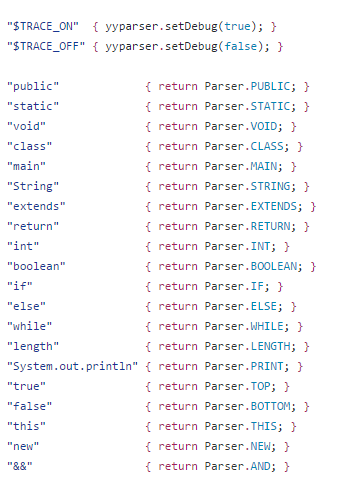 "$TRACE_ON"  { yyparser.setDebug(true); }
"$TRACE_OFF" { yyparser.setDebug(false); }

"public"             { return Parser.PUBLIC; }
"static"             { return Parser.STATIC; }
"void"               { return Parser.VOID; }
"class"              { return Parser.CLASS; }
"main"               { return Parser.MAIN; }
"String"             { return Parser.STRING; }
"extends"            { return Parser.EXTENDS; }
"return"             { return Parser.RETURN; }
"int"                { return Parser.INT; }
"boolean"            { return Parser.BOOLEAN; }
"if"                 { return Parser.IF; }
"else"               { return Parser.ELSE; }
"while"              { return Parser.WHILE; }
"length"             { return Parser.LENGTH; }
"System.out.println" { return Parser.PRINT; }
"true"               { return Parser.TOP; }
"false"              { return Parser.BOTTOM; }
"this"               { return Parser.THIS; }
"new"                { return Parser.NEW; }
"&&"                 { return Parser.AND; }